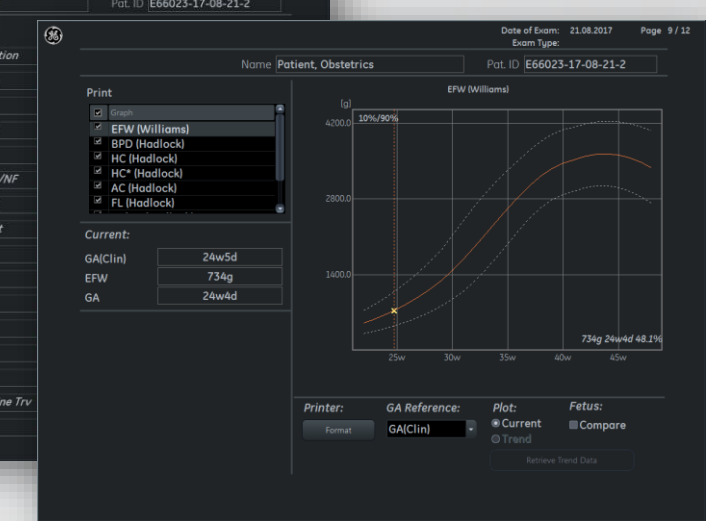 Pat. ID E66023-17-08-21-2
tion
/NF
t
ne Trv
Date of Exam: 21.08.2017 Page 9 / 12
Exam Type:
Name Patient, Obstetrics Pat. ID E66023-17-08-21-2
Print
Graph
EFW (Williams)
BPD (Hadlock)
HC (Hadlock)
HC* (Hadlock)
AC (Hadlock)
FL (Hadlock)
Current:
GA(Clin) 24w5d
EFW 734g
GA 24w4d
EFW (Williams)
[g]
10%/90%
4200.0
2800.0
1400.0
734g 24w4d 48.1%
25w 30w 35w 40w 45w
Printer: GA Reference: Plot: Fetus:
Format GA(Clin) Current Compare
Trend
Retrieve Trend Data